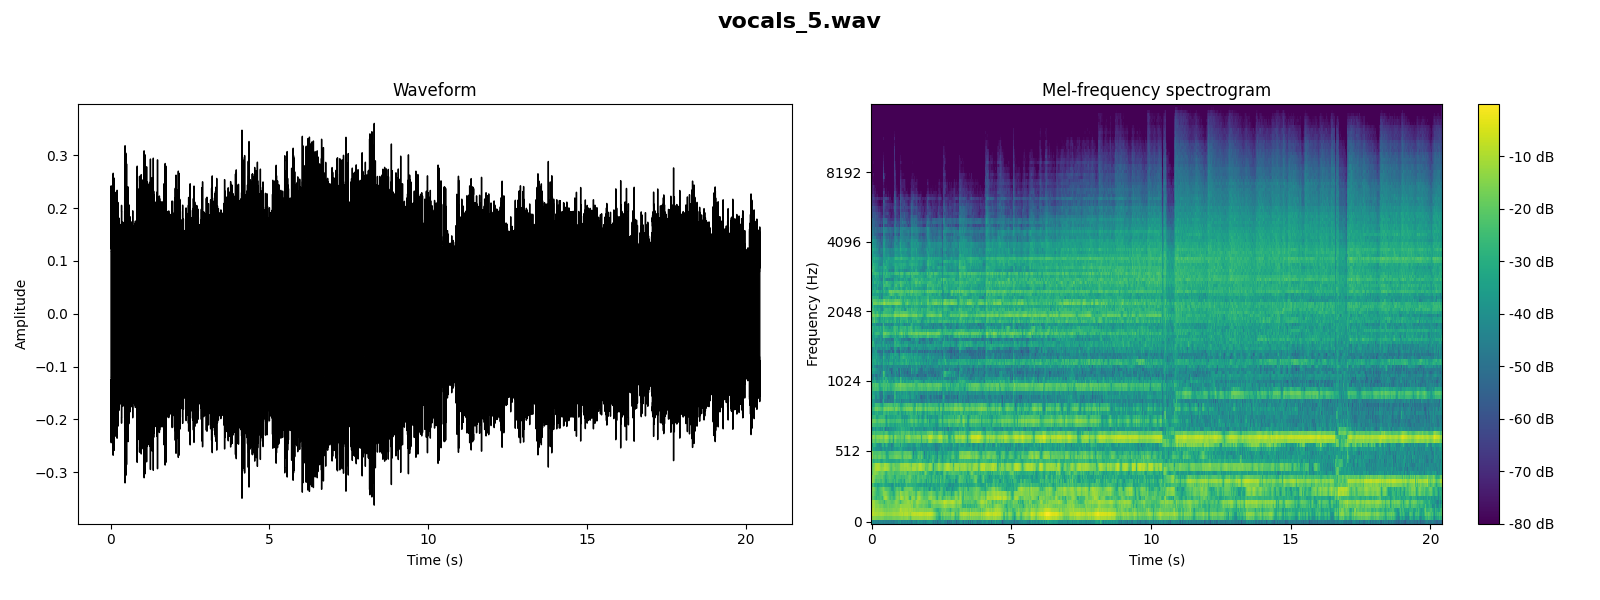 vocals_5.wav
Waveform
Mel-frequency spectrogram
Amplitude
0.3
0.2
0.1
0.0
−0.1
−0.2
−0.3
0
5
10
15
20
Time (s)
Frequency (Hz)
8192
4096
2048
1024
512
0
0
5
10
15
20
Time (s)
-10 dB
-20 dB
-30 dB
-40 dB
-50 dB
-60 dB
-70 dB
-80 dB